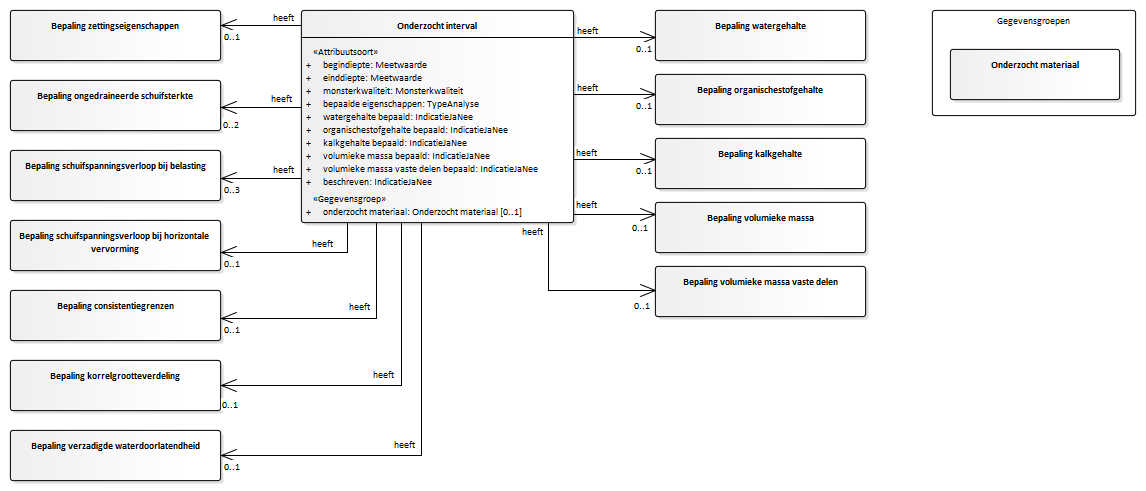 Bepaling zettingseigenschappen
heeft
0..1
Bepaling ongedraineerde schuifsterkte
heeft
0..2
Bepaling schuifspanningsverloop bij belasting
heeft
0..3
Bepaling schuifspanningsverloop bij horizontale
vervorming
heeft
0..1
Bepaling consistentiegrenzen
heeft
0..1
Bepaling korrelgrootteverdeling
heeft
0..1
Bepaling verzadigde waterdoorlatendheid
heeft
0..1
Onderzocht interval
«Attribuutsoort»
+ begindiepte: Meetwaarde
+ einddiepte: Meetwaarde
+ monsterkwaliteit: Monsterkwaliteit
+ bepaalde eigenschappen: TypeAnalyse
+ watergehalte bepaald: IndicatieJaNee
+ organischestofgehalte bepaald: IndicatieJaNee
+ kalkgehalte bepaald: IndicatieJaNee
+ volumieke massa bepaald: IndicatieJaNee
+ volumieke massa vaste delen bepaald: IndicatieJaNee
+ beschreven: IndicatieJaNee
«Gegevensgroep»
+ onderzocht materiaal: Onderzocht materiaal [0..1]
heeft
0..1
Bepaling watergehalte
heeft
0..1
Bepaling organischestofgehalte
heeft
0..1
Bepaling kalkgehalte
heeft
0..1
Bepaling volumieke massa
heeft
0..1
Bepaling volumieke massa vaste delen
Gegevensgroepen
Onderzocht materiaal